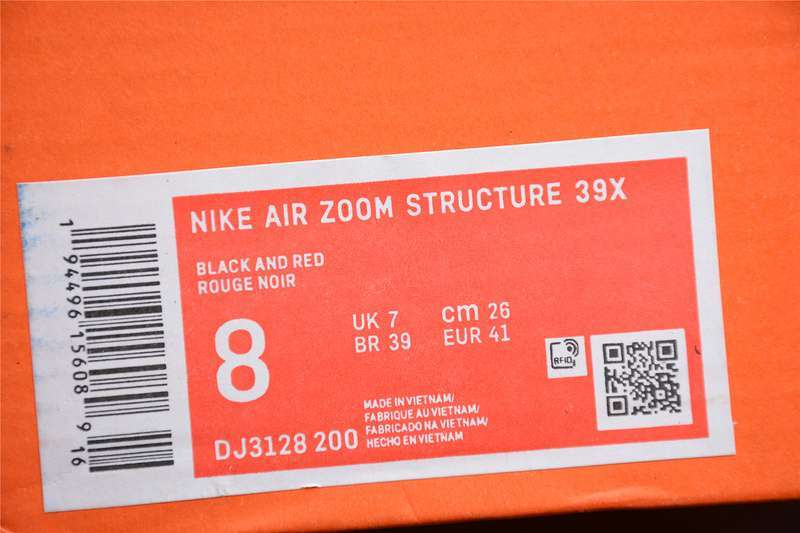 NIKE AIR ZOOM STRUCTURE 39X
BLACK AND RED
ROUGE NOIR
8
UK 7
BR 39
cm 26
EUR 41
RFID
MADE IN VIETNAM/
FABRIQUE AU VIETNAM/
FABRICADO NA VIETNAM/
HECHO EN VIETNAM
DJ3128 200
1 94496 15608 9 16